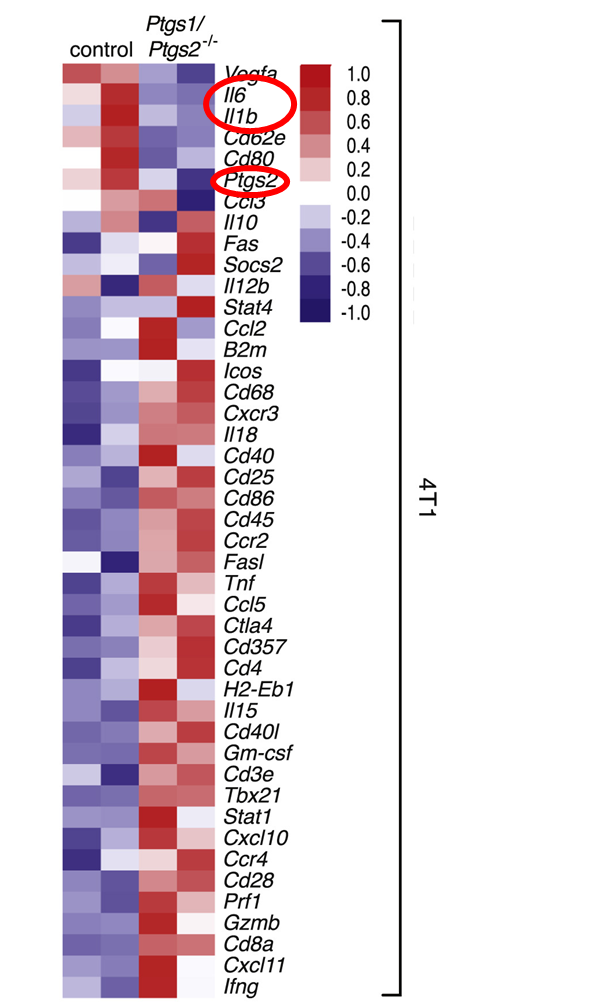 Ptgs1/
control Ptgs2-/-
Vegfa
Il6
Il1b
Cd62e
Cd80
Ptgs2
Ccl3
Il10
Fas
Socs2
Il12b
Stat4
Ccl2
B2m
Icos
Cd68
Cxcr3
Il18
Cd40
Cd25
Cd86
Cd45
Ccr2
Fasl
Tnf
Ccl5
Ctla4
Cd357
Cd4
H2-Eb1
Il15
Cd40l
Gm-csf
Cd3e
Tbx21
Stat1
Cxcl10
Ccr4
Cd28
Prf1
Gzmb
Cd8a
Cxcl11
Ifng
1.0
0.8
0.6
0.4
0.2
0.0
-0.2
-0.4
-0.6
-0.8
-1.0
4T1